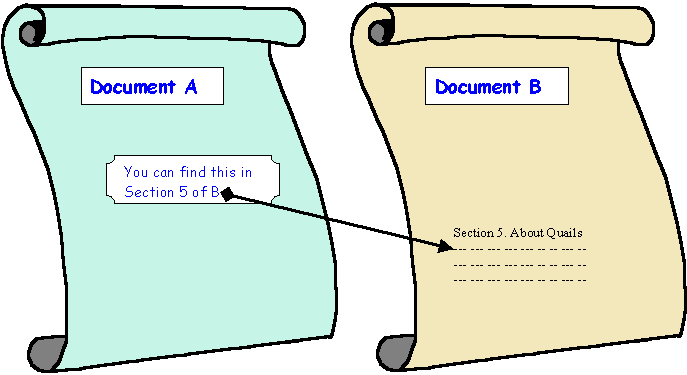 Document A
You can find this in
Section 5 of B
Document B
Section 5. About Quails
--- --- --- --- --- -- -- --- ---
--- --- --- --- --- -- -- --- ---
--- --- --- --- --- -- -- --- ---